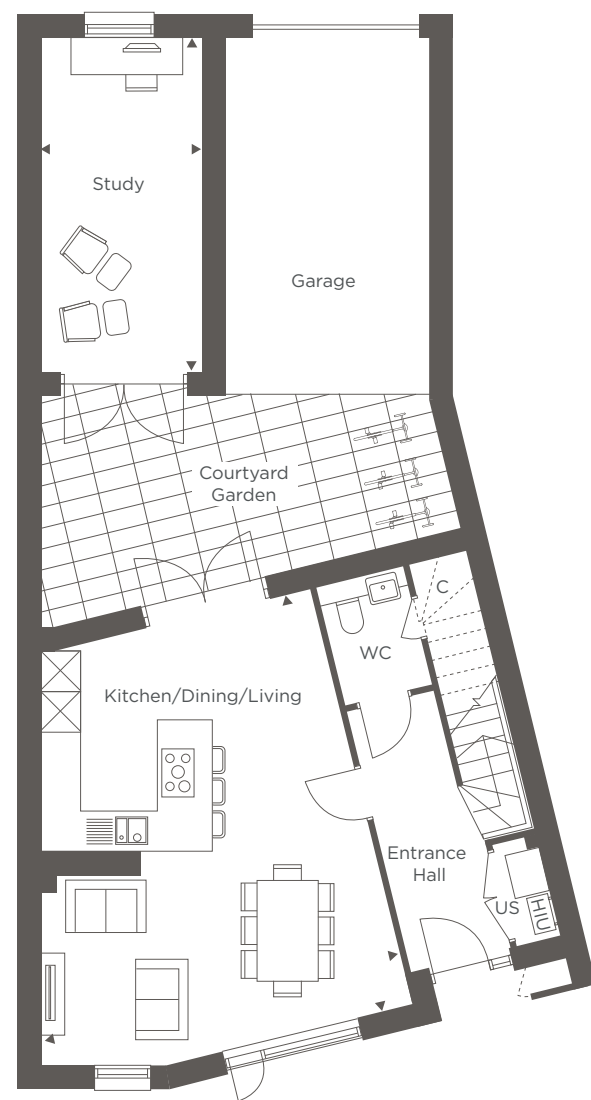 Study
Garage
Courtyard
Garden
C
WC
Kitchen/Dining/Living
Entrance
Hall
US
HIU